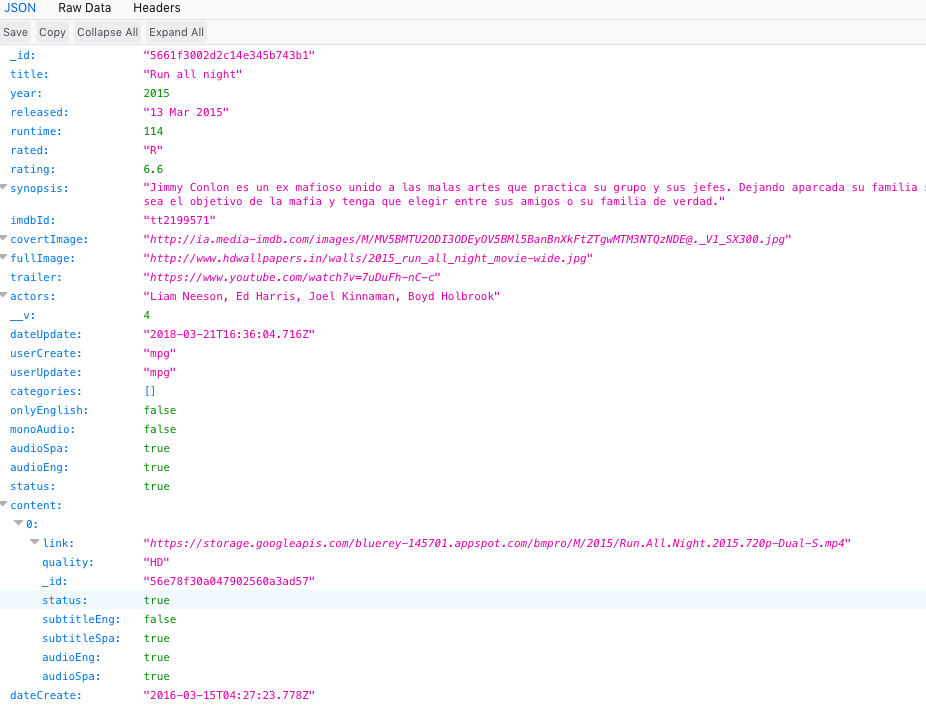 JSON Raw Data Headers
Save Copy Collapse All Expand All
_id: "5661f3002d2c14e345b743b1"
title: "Run all night"
year: 2015
released: "13 Mar 2015"
runtime: 114
rated: "R"
rating: 6.6
synopsis: "Jimmy Conlon es un ex mafioso unido a las malas artes que practica su grupo y sus jefes. Dejando aparcada su familia
sea el objetivo de la mafia y tenga que elegir entre sus amigos o su familia de verdad."
imdbId: "tt2199571"
covertImage: "http://ia.media-imdb.com/images/M/MV5BMTU2ODI3ODEyOV5BMl5BanBnXkFtZTgwMTM3NTQzNDE@._V1_SX300.jpg"
fullImage: "http://www.hdwallpapers.in/walls/2015_run_all_night_movie-wide.jpg"
trailer: "https://www.youtube.com/watch?v=7uDuFh-nC-c"
actors: "Liam Neeson, Ed Harris, Joel Kinnaman, Boyd Holbrook"
__v: 4
dateUpdate: "2018-03-21T16:36:04.716Z"
userCreate: "mpg"
userUpdate: "mpg"
categories: []
onlyEnglish: false
monoAudio: false
audioSpa: true
audioEng: true
status: true
content:
0:
link: "https://storage.googleapis.com/bluerey-145701.appspot.com/bmpro/M/2015/Run.All.Night.2015.720p-Dual-S.mp4"
quality: "HD"
_id: "56e78f30a047902560a3ad57"
status: true
subtitleEng: false
subtitleSpa: true
audioEng: true
audioSpa: true
dateCreate: "2016-03-15T04:27:23.778Z"